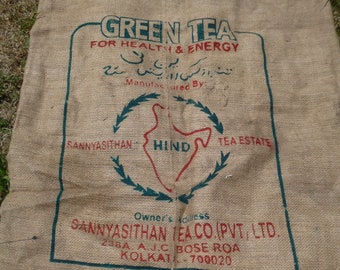 GREEN TEA
FOR HEALTH & ENERGY
Manufactured By:
SANNYASITHAN HIND TEA ESTATE
Owner's Address
SANNYASITHAN TEA CO. (PVT), LTD.
A.J.C. BOSE ROA
KOLKATA - 700020